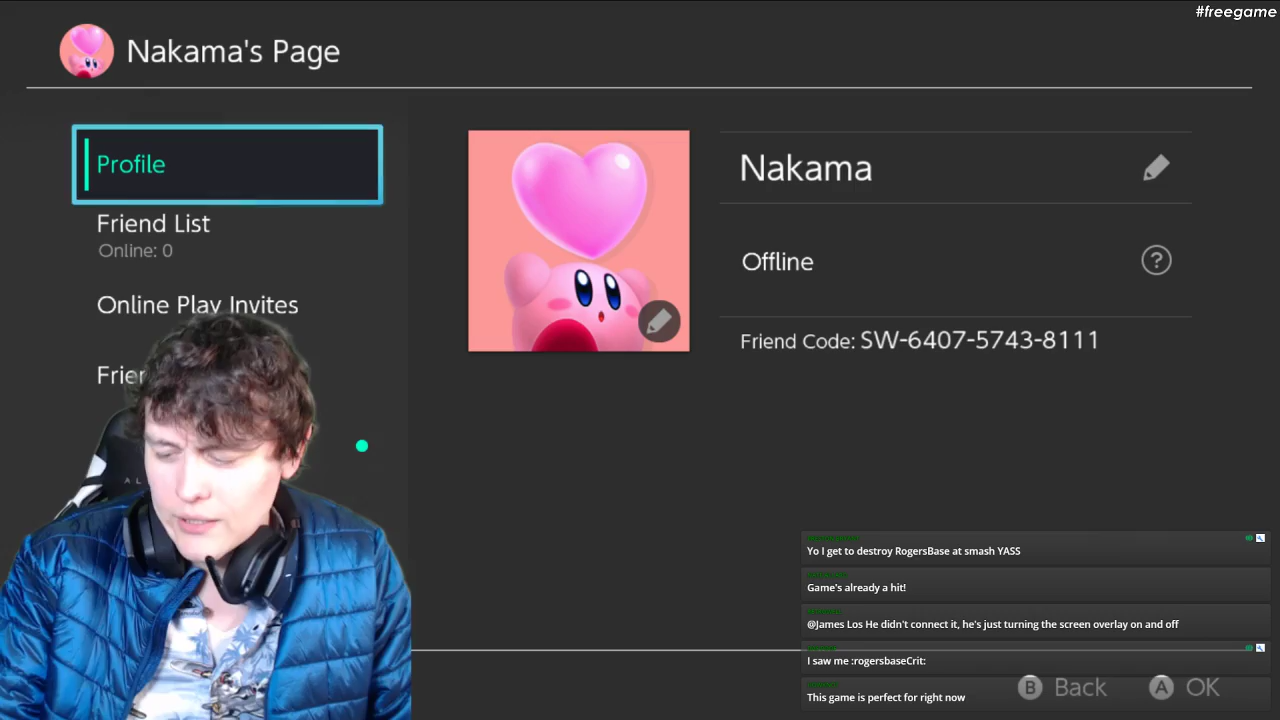 #freegame
Nakama's Page
Profile
Friend List
Online: 0
Online Play Invites
Nakama
Offline
Friend Code: SW-6407-5743-8111
Yo I get to destroy RogersBase at smash YASS
Game's already a hit!
@James Los He didn't connect it, he's just turning the screen overlay on and off
I saw me :rogersbaseCrit:
This game is perfect for right now
B Back
A OK